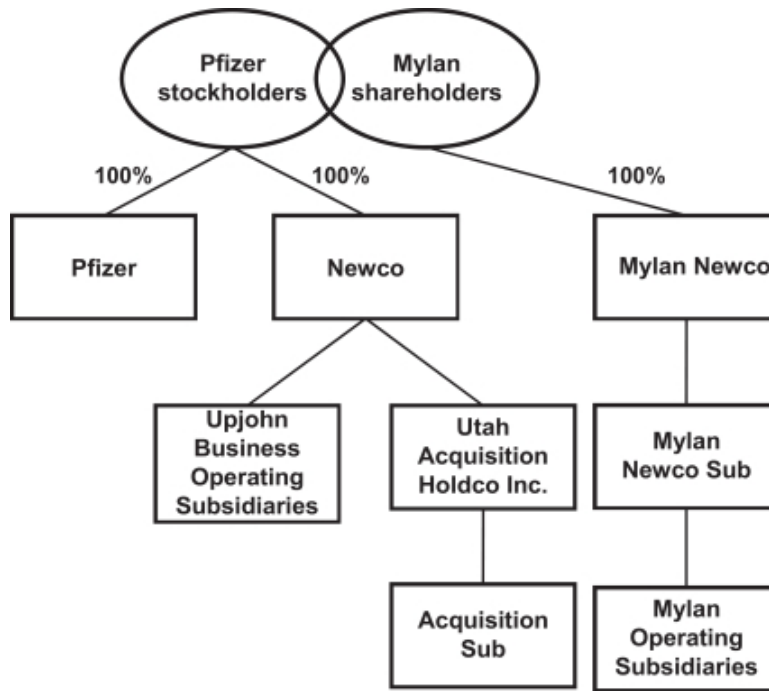 Pfizer
stockholders
Mylan
shareholders
100%
100%
100%
Pfizer
Newco
Mylan Newco
Upjohn
Business
Operating
Subsidiaries
Utah
Acquisition
Holdco Inc.
Mylan
Newco Sub
Acquisition
Sub
Mylan
Operating
Subsidiaries